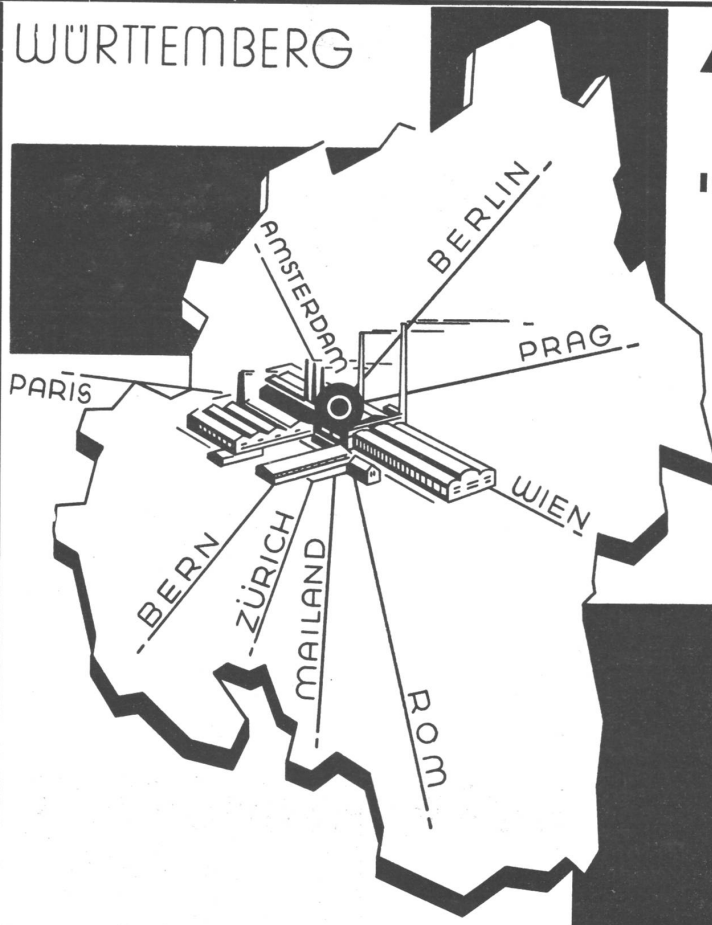 WÜRTTEMBERG
BERLIN
AMSTERDAM
PRAG
PARIS
WIEN
BERN
ZÜRICH
MAILAND
ROM